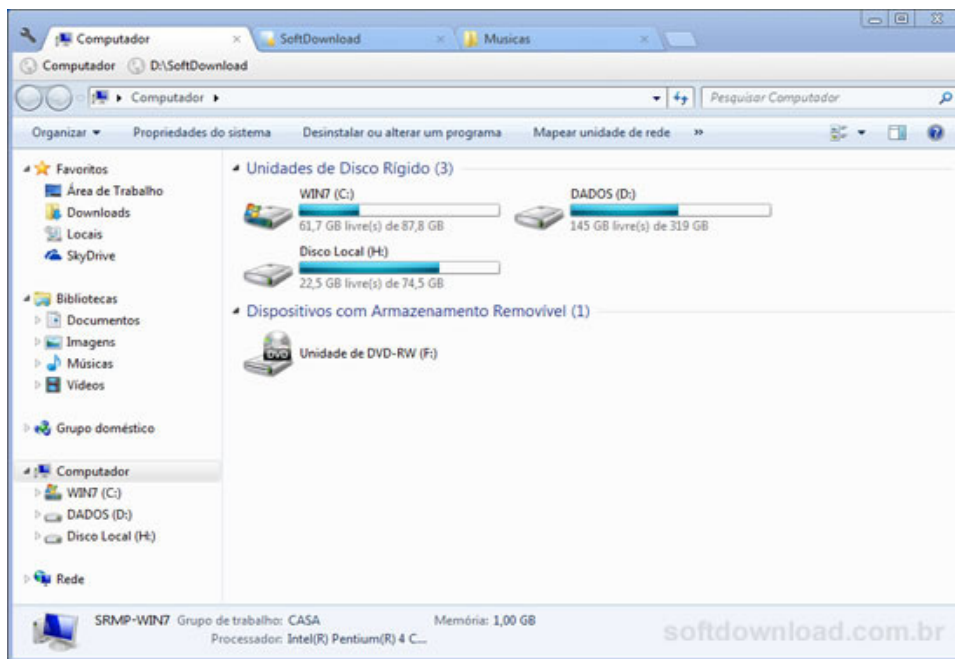 Computador SoftDownload Musicas
Computador D:\SoftDownload
Computador Pesquisar Computador
Organizar Propriedades do sistema Desinstalar ou alterar um programa Mapear unidade de rede »
Favoritos
Área de Trabalho
Downloads
Locais
SkyDrive
Bibliotecas
Documentos
Imagens
Músicas
Vídeos
Grupo doméstico
Computador
WIN7 (C:)
DADOS (D:)
Disco Local (H:)
Rede
Unidades de Disco Rígido (3)
WIN7 (C:)
61,7 GB livre(s) de 87,8 GB
DADOS (D:)
145 GB livre(s) de 319 GB
Disco Local (H:)
22,5 GB livre(s) de 74,5 GB
Dispositivos com Armazenamento Removível (1)
DVD
Unidade de DVD-RW (F:)
SRMP-WIN7 Grupo de trabalho: CASA Memória: 1,00 GB
Processador: Intel(R) Pentium(R) 4 C...
softdownload.com.br